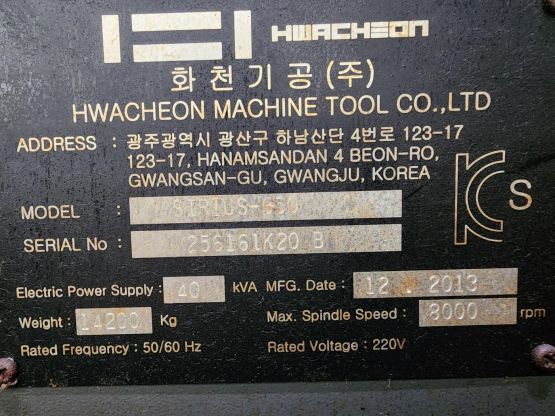 HWACHEON
화천기공(주)
HWACHEON MACHINE TOOL CO.,LTD
ADDRESS : 광주광역시 광산구 하남산단 4번로 123-17
123-17, HANAMSANDAN 4 BEON-RO,
GWANGSAN-GU, GWANGJU, KOREA
MODEL : SIRIUS-650
S
SERIAL No : 256161K20 B
Electric Power Supply : 40 KVA MFG. Date : 12 . 2013
Weight : 14200 Kg Max. Spindle Speed : 8000 rpm
Rated Frequency : 50/60 Hz Rated Voltage : 220V